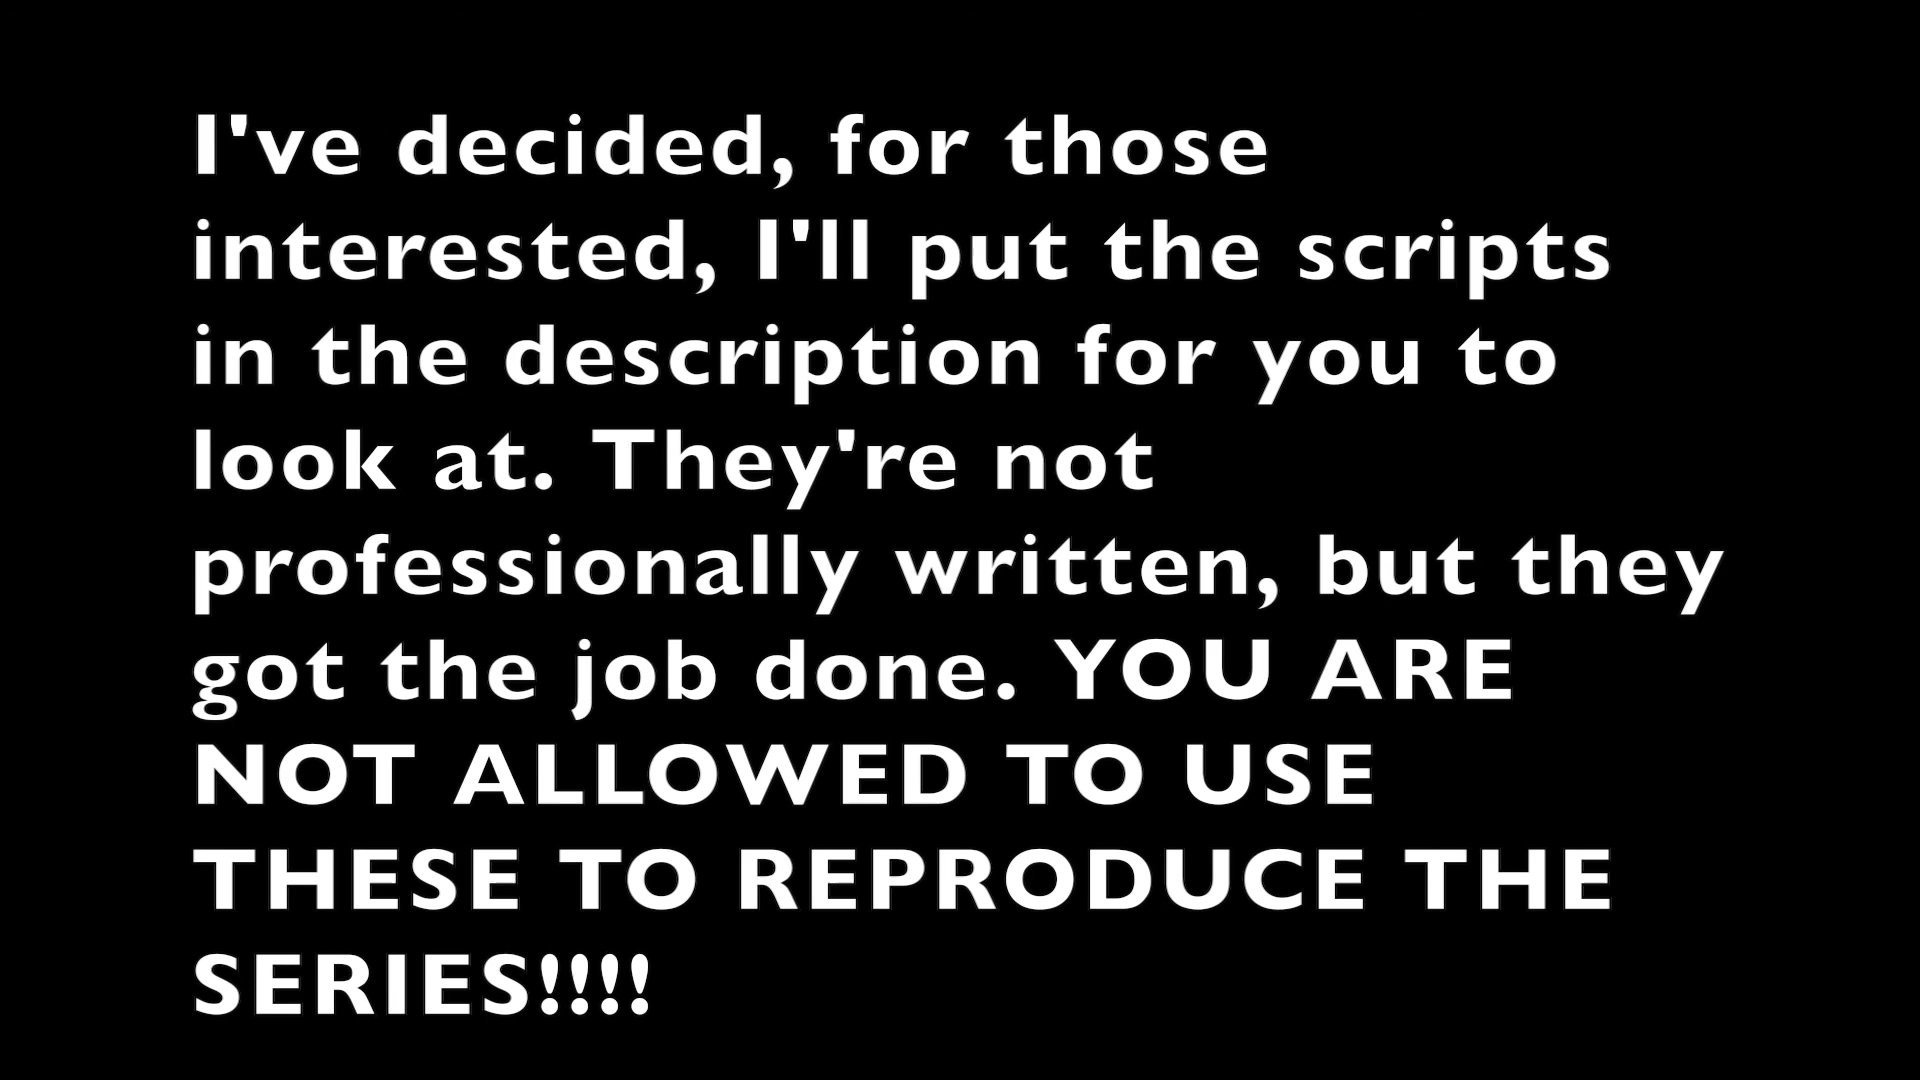 I've decided, for those
interested, I'll put the scripts
in the description for you to
look at. They're not
professionally written, but they
got the job done. YOU ARE
NOT ALLOWED TO USE
THESE TO REPRODUCE THE
SERIES!!!!